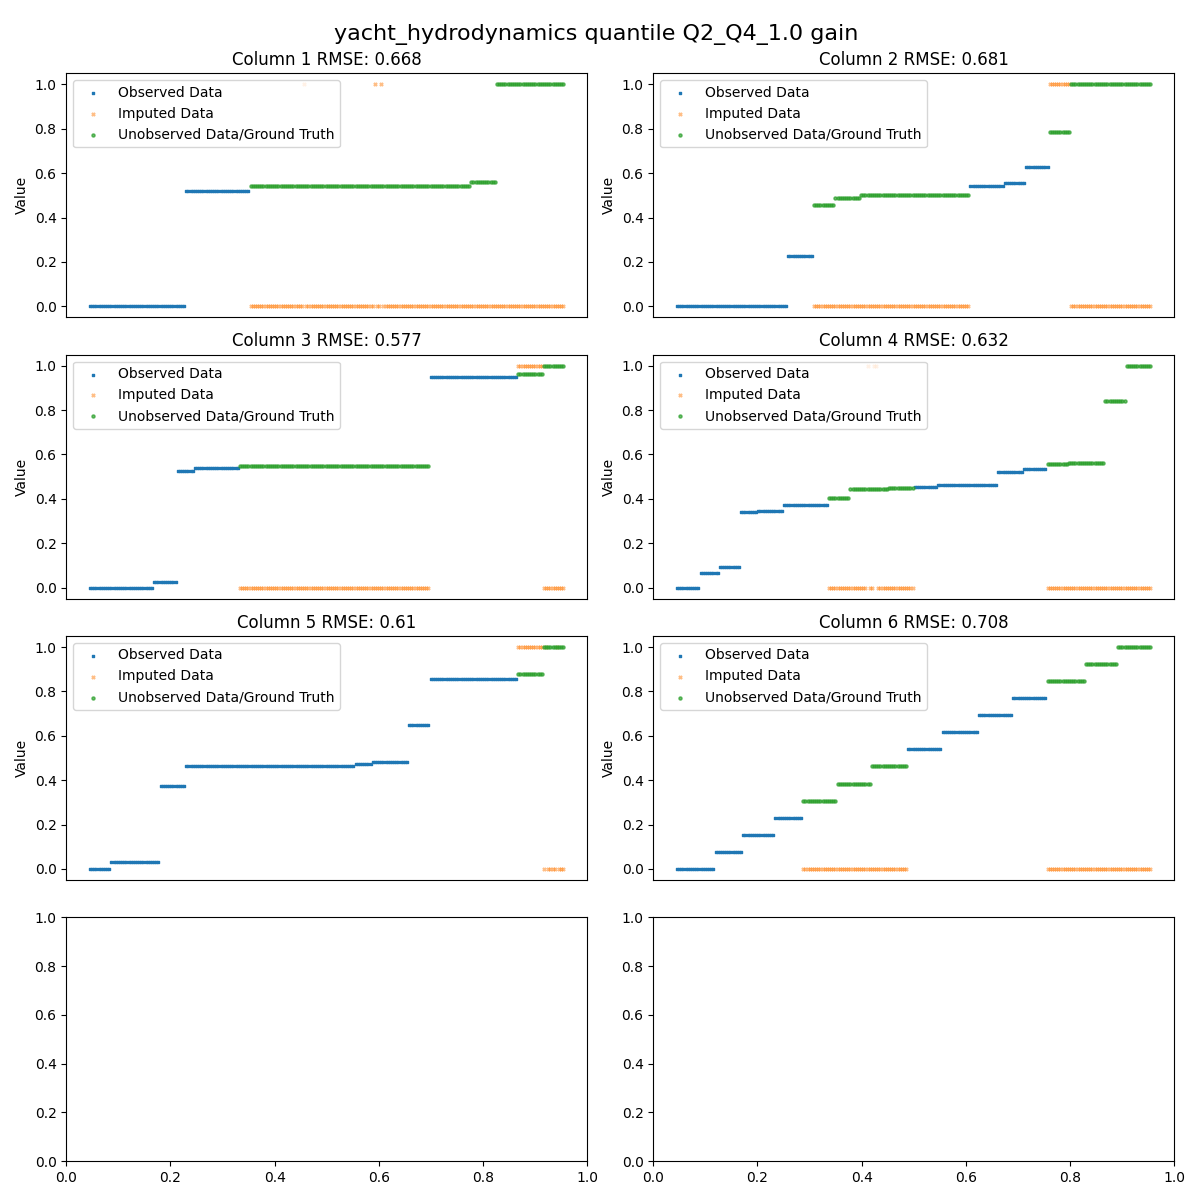 yacht_hydrodynamics quantile Q2_Q4_1.0 gain
Column 1 RMSE: 0.668
Column 2 RMSE: 0.681
1.0
0.8
0.6
0.4
0.2
0.0
Value
Observed Data
Imputed Data
Unobserved Data/Ground Truth
1.0
0.8
0.6
0.4
0.2
0.0
Value
Observed Data
Imputed Data
Unobserved Data/Ground Truth
Column 3 RMSE: 0.577
Column 4 RMSE: 0.632
1.0
0.8
0.6
0.4
0.2
0.0
Value
Observed Data
Imputed Data
Unobserved Data/Ground Truth
1.0
0.8
0.6
0.4
0.2
0.0
Value
Observed Data
Imputed Data
Unobserved Data/Ground Truth
Column 5 RMSE: 0.61
Column 6 RMSE: 0.708
1.0
0.8
0.6
0.4
0.2
0.0
Value
Observed Data
Imputed Data
Unobserved Data/Ground Truth
1.0
0.8
0.6
0.4
0.2
0.0
Value
Observed Data
Imputed Data
Unobserved Data/Ground Truth
1.0
0.8
0.6
0.4
0.2
0.0
0.0 0.2 0.4 0.6 0.8 1.0
1.0
0.8
0.6
0.4
0.2
0.0
0.0 0.2 0.4 0.6 0.8 1.0